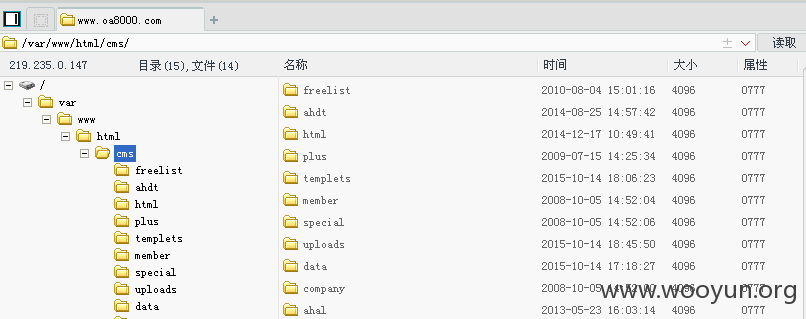 www.oa8000.com
/var/www/html/cms/ 读取
219.235.0.147 目录(15),文件(14) 名称 时间 大小 属性
/
var
www
html
cms
freelist
ahdt
html
plus
templets
member
special
uploads
data
freelist 2010-08-04 15:01:16 4096 0777
ahdt 2014-08-25 14:57:42 4096 0777
html 2014-12-17 10:49:41 4096 0777
plus 2009-07-15 14:25:34 4096 0777
templets 2015-10-14 18:06:23 4096 0777
member 2008-10-05 14:52:04 4096 0777
special 2008-10-05 14:52:06 4096 0777
uploads 2015-10-14 18:45:50 4096 0777
data 2015-10-14 17:18:27 4096 0777
company 2008-10-05 4096 0777
ahal 2013-05-23 16:03:14 4096 0777
www.wooyun.org